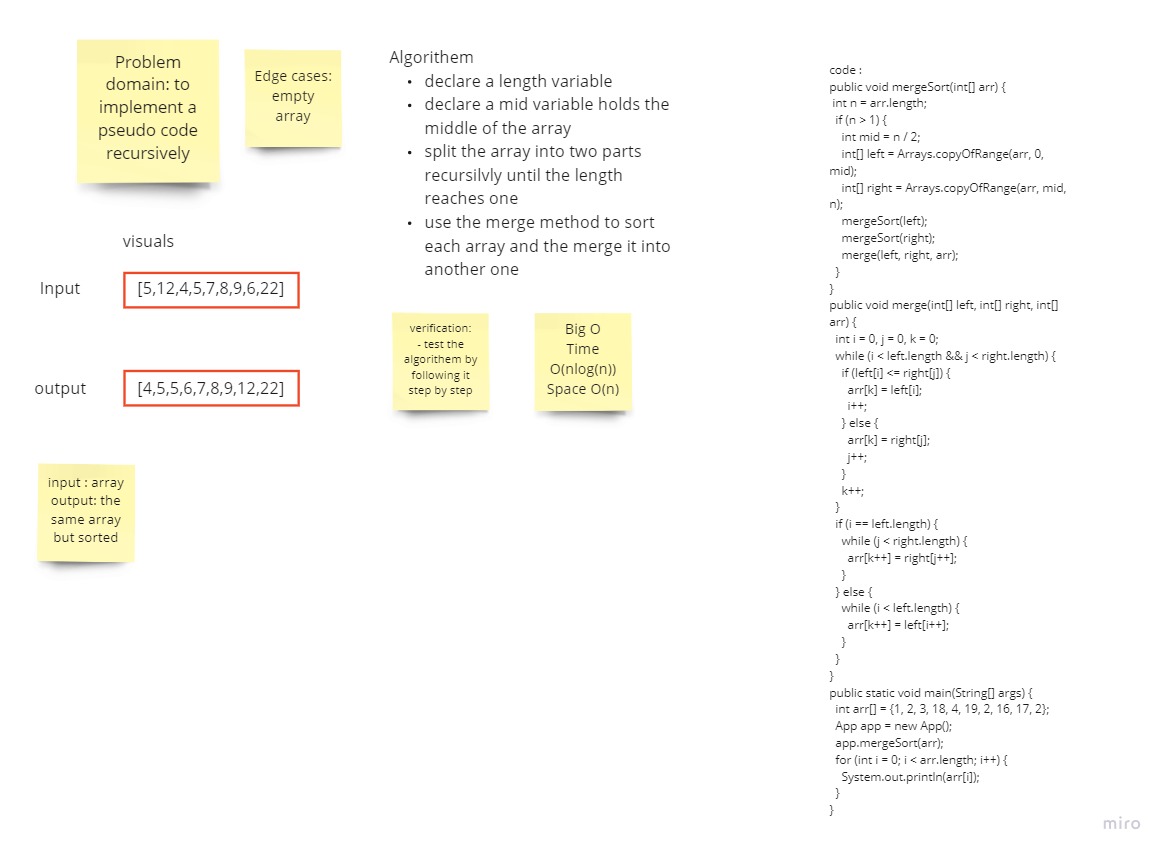 Problem
domain: to
implement a
pseudo code
recursively
Edge cases:
empty
array
visuals
Input
[5,12,4,5,7,8,9,6,22]
output
[4,5,5,6,7,8,9,12,22]
input : array
output: the
same array
but sorted
Algorithem
• declare a length variable
• declare a mid variable holds the
middle of the array
• split the array into two parts
recursilvly until the length
reaches one
• use the merge method to sort
each array and the merge it into
another one
verification:
- test the
algorithem by
following it
step by step
Big O
Time
O(nlog(n))
Space O(n)
code :
public void mergeSort(int[] arr) {
int n = arr.length;
if (n > 1) {
int mid = n / 2;
int[] left = Arrays.copyOfRange(arr, 0,
mid);
int[] right = Arrays.copyOfRange(arr, mid,
n);
mergeSort(left);
mergeSort(right);
merge(left, right, arr);
}
}
public void merge(int[] left, int[] right, int[]
arr) {
int i = 0, j = 0, k = 0;
while (i < left.length && j < right.length) {
if (left[i] <= right[j]) {
arr[k] = left[i];
i++;
} else {
arr[k] = right[j];
j++;
}
k++;
}
if (i == left.length) {
while (j < right.length) {
arr[k++] = right[j++];
}
} else {
while (i < left.length) {
arr[k++] = left[i++];
}
}
}
public static void main(String[] args) {
int arr[] = {1, 2, 3, 18, 4, 19, 2, 16, 17, 2};
App app = new App();
app.mergeSort(arr);
for (int i = 0; i < arr.length; i++) {
System.out.println(arr[i]);
}
}
miro